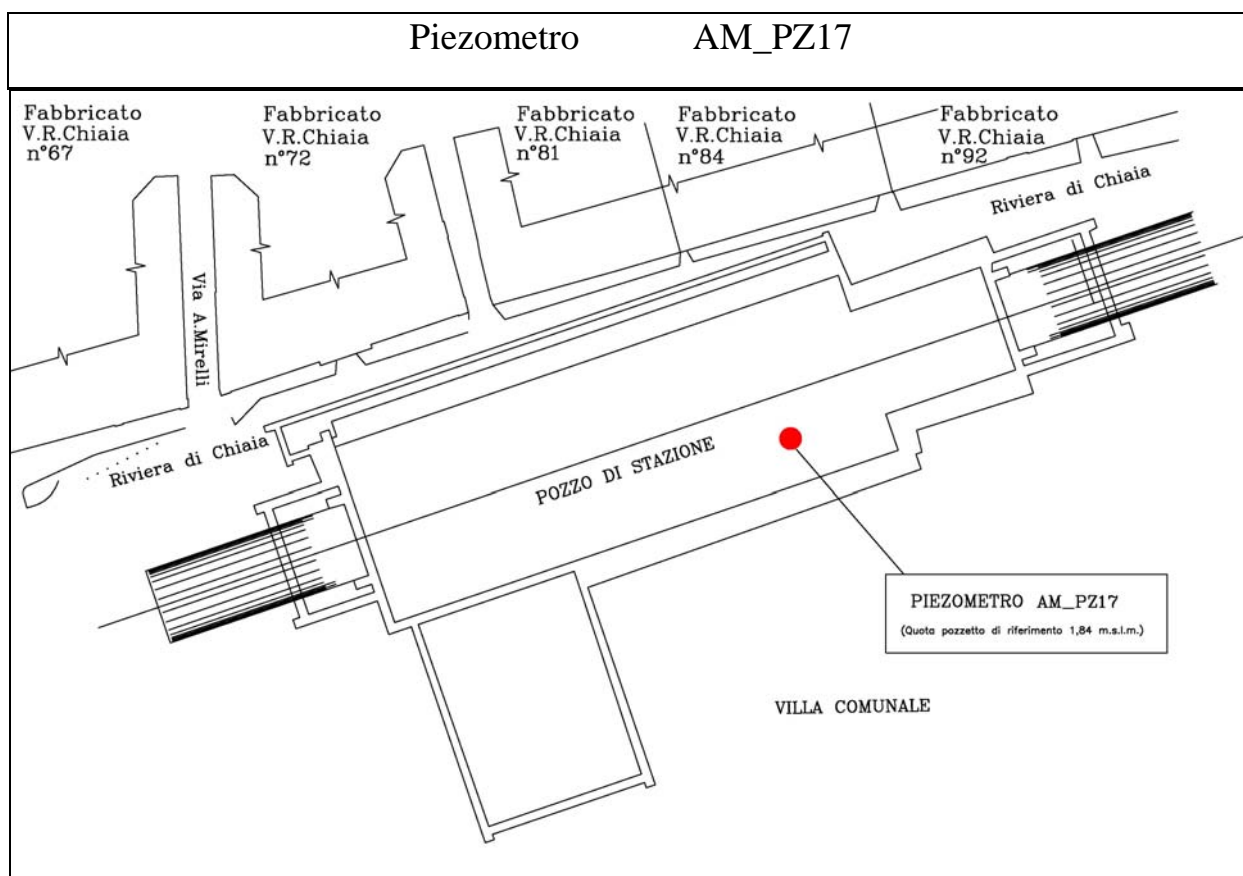 Piezometro AM_PZ17
Fabbricato
V.R.Chiaia
n°67
Fabbricato
V.R.Chiaia
n°72
Fabbricato
V.R.Chiaia
n°81
Fabbricato
V.R.Chiaia
n°84
Fabbricato
V.R.Chiaia
n°92
Riviera di Chiaia
Via A.Mirelli
Riviera di Chiaia
POZZO DI STAZIONE
PIEZOMETRO AM_PZ17
(Quota pozzetto di riferimento 1,84 m.s.l.m.)
VILLA COMUNALE